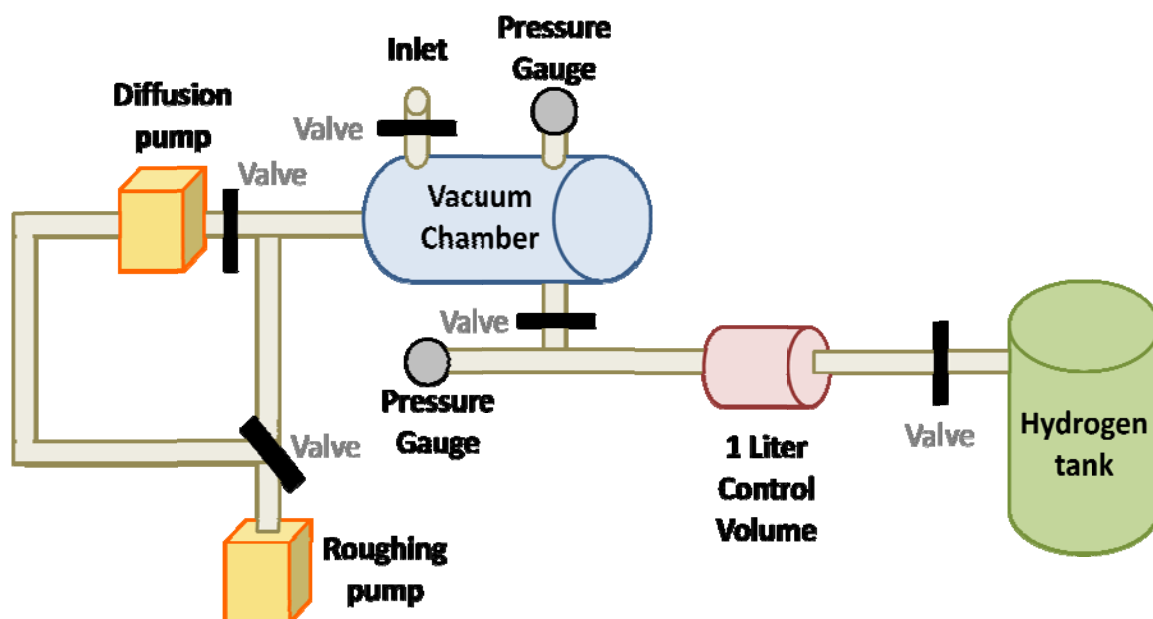 Inlet
Pressure
Gauge
Diffusion
pump
Valve
Valve
Vacuum
Chamber
Valve
Pressure
Gauge
Valve
1 Liter
Control
Volume
Valve
Hydrogen
tank
Roughing
pump